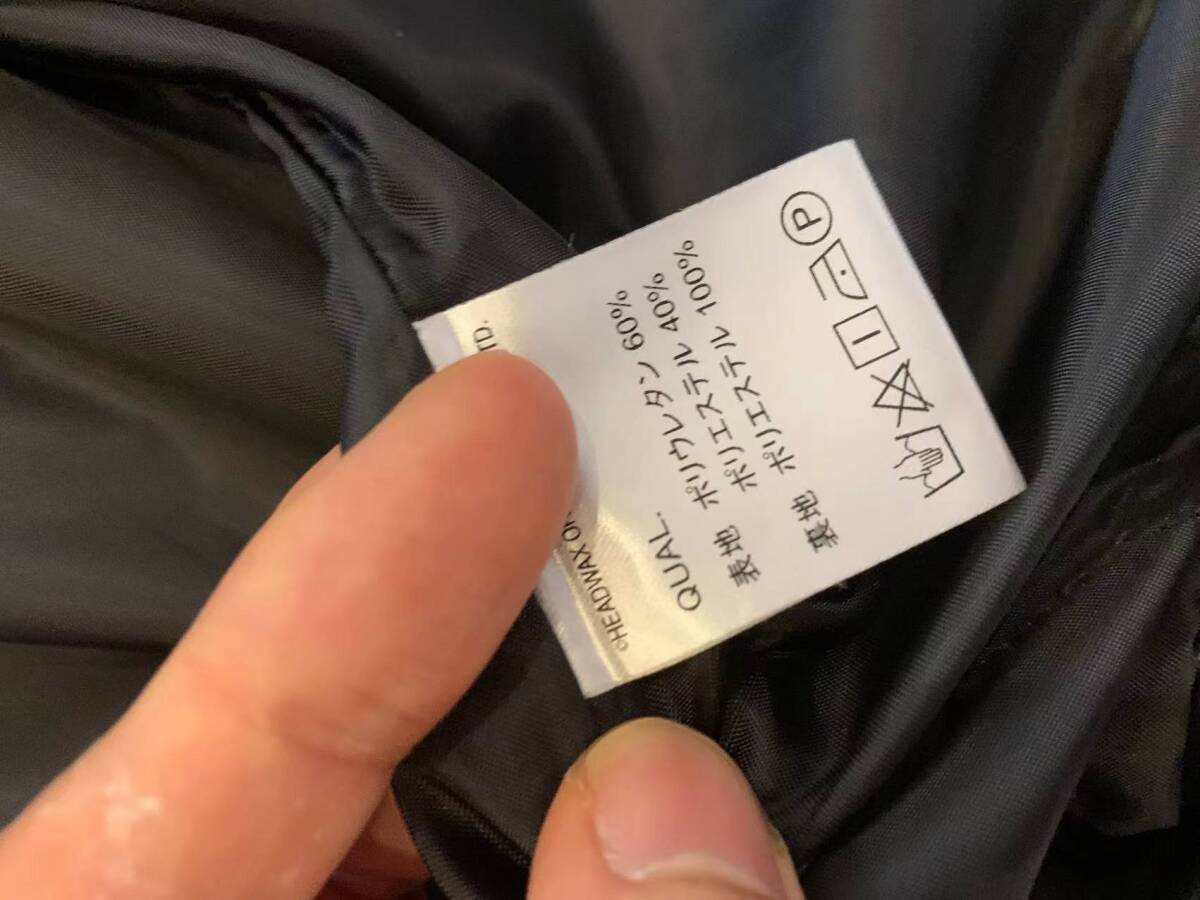 ©HEADWAX
QUAL.
表地 ポリウレタン 60%
ポリエステル 40%
裏地 ポリエステル 100%
P